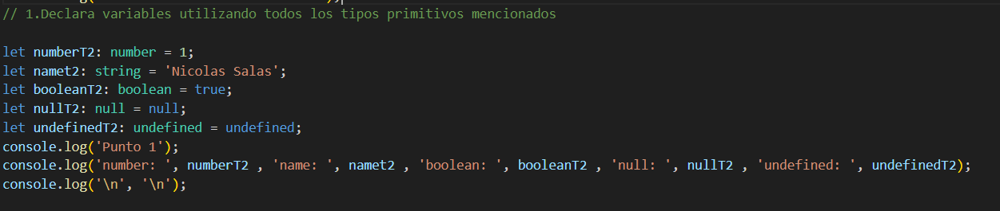 // 1.Declara variables utilizando todos los tipos primitivos mencionados
let numberT2: number = 1;
let namet2: string = 'Nicolas Salas';
let booleanT2: boolean = true;
let nullT2: null = null;
let undefinedT2: undefined = undefined;
console.log('Punto 1');
console.log('number: ', numberT2 , 'name: ', namet2 , 'boolean: ', booleanT2 , 'null: ', nullT2 , 'undefined: ', undefinedT2);
console.log('\n', '\n');